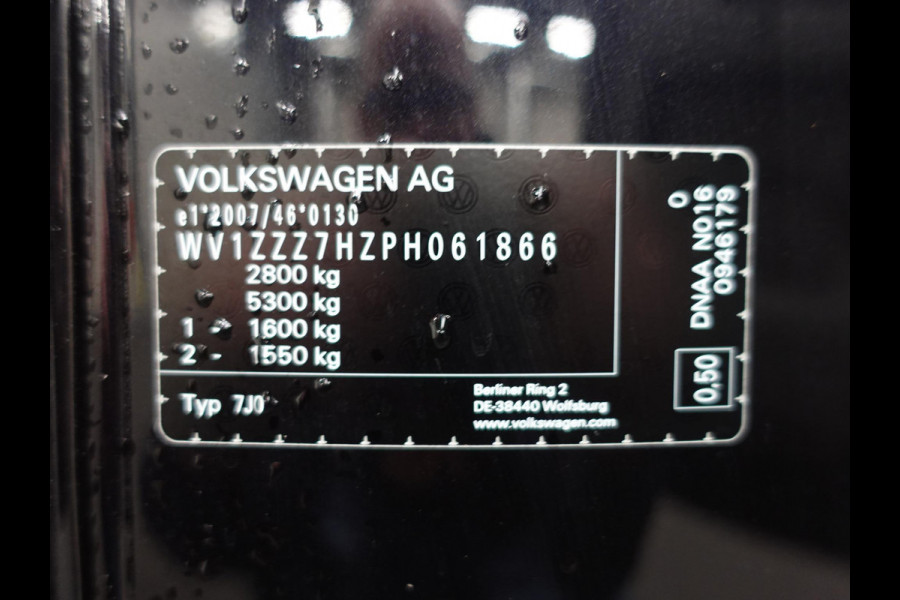 VOLKSWAGEN AG
e1*2007/46*0130
WV1ZZZ7HZPH061866
2800 kg
5300 kg
1 - 1600 kg
2 - 1550 kg
Typ 7J0
Berliner Ring 2
DE-38440 Wolfsburg
www.volkswagen.com
0
DNAA N016
0946179
0,50